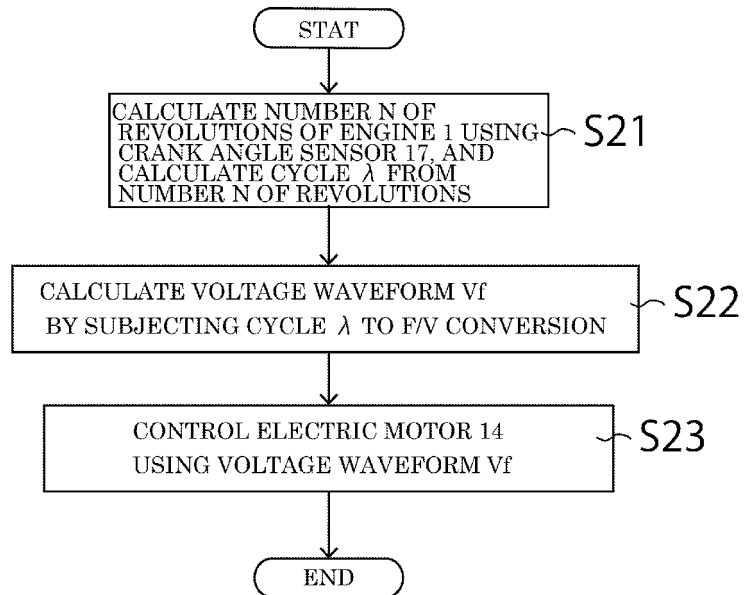 STAT
CALCULATE NUMBER N OF
REVOLUTIONS OF ENGINE 1 USING
CRANK ANGLE SENSOR 17, AND
CALCULATE CYCLE λ FROM
NUMBER N OF REVOLUTIONS
S21
CALCULATE VOLTAGE WAVEFORM Vf
BY SUBJECTING CYCLE λ TO F/V CONVERSION
S22
CONTROL ELECTRIC MOTOR 14
USING VOLTAGE WAVEFORM Vf
S23
END